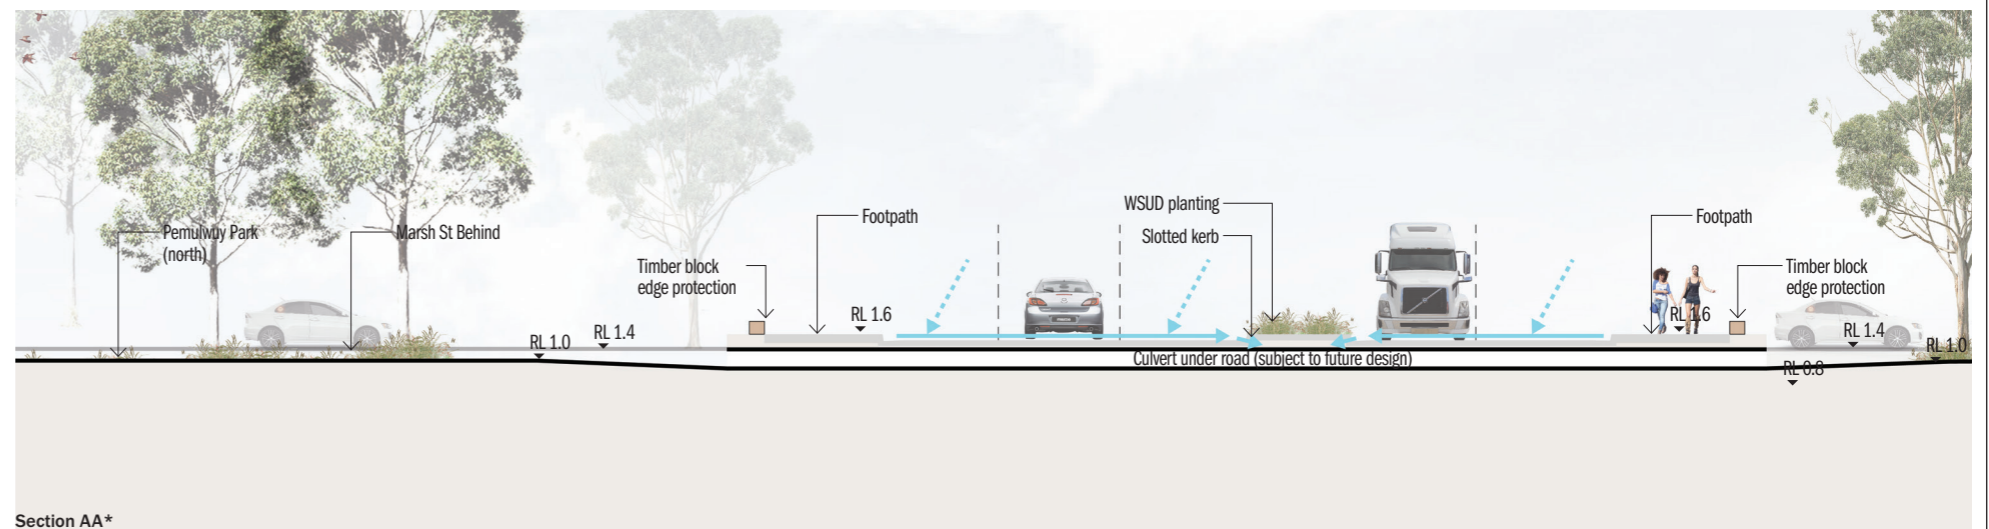 Pemulwuy Park
(north)
Marsh St Behind
RL 1.0
RL 1.4
Timber block
edge protection
Footpath
RL 1.6
WSUD planting
Slotted kerb
Culvert under road (subject to future design)
Footpath
RL 1.6
Timber block
edge protection
RL 1.4
RL 0.8
RL 1.0
Section AA*